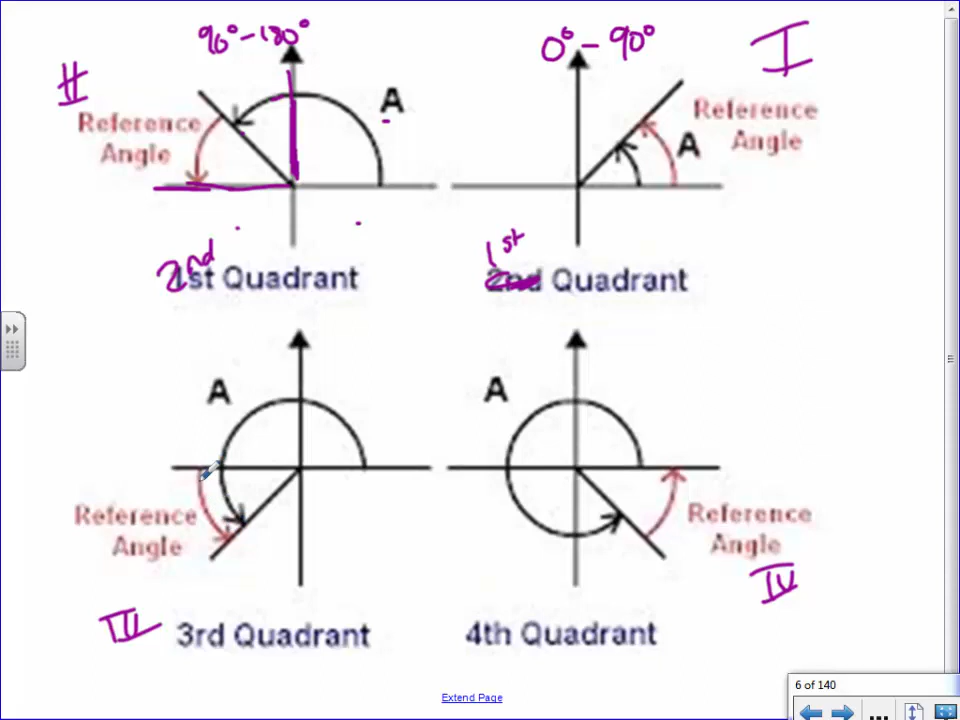 90° - 180°
II
A
Reference
Angle
2nd
1st Quadrant
0° - 90°
I
Reference
Angle
A
1st
2nd Quadrant
A
Reference
Angle
3rd Quadrant
A
Reference
Angle
IV
4th Quadrant
Extend Page
6 of 140